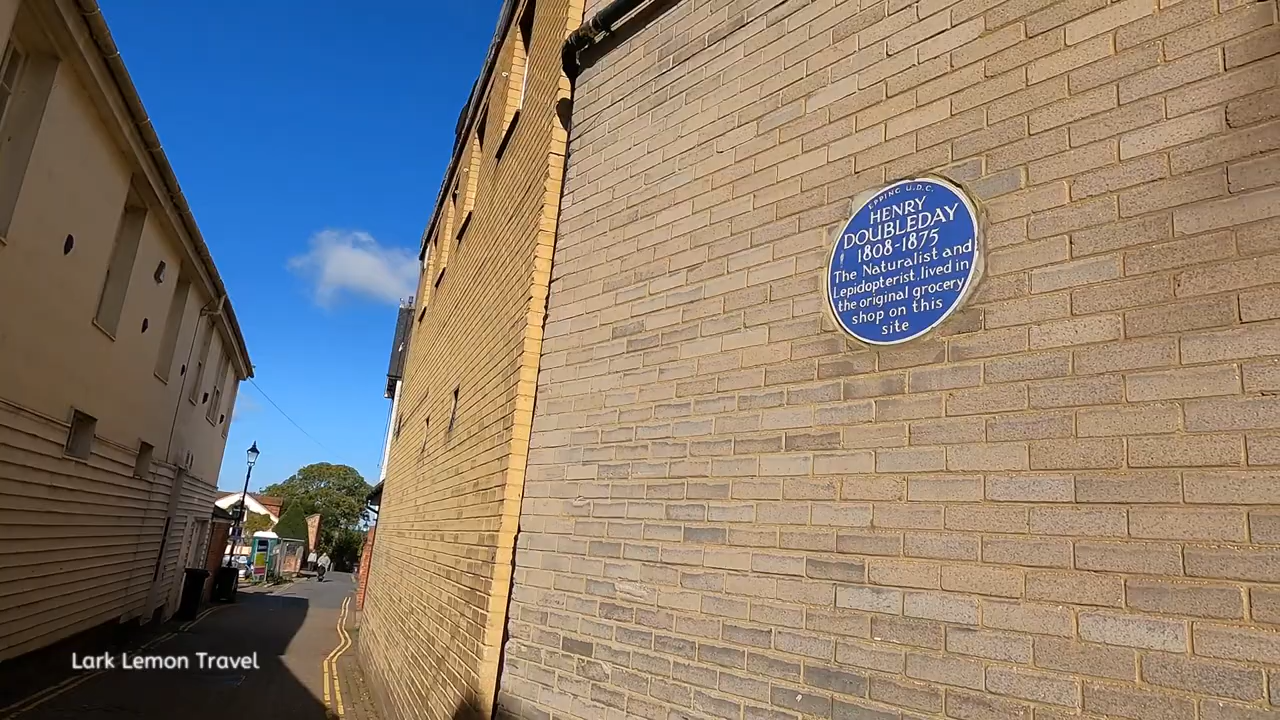 EPPING U.D.C.
HENRY
DOUBLEDAY
1808-1875
The Naturalist and
Lepidopterist, lived in
the original grocery
shop on this
site
Lark Lemon Travel